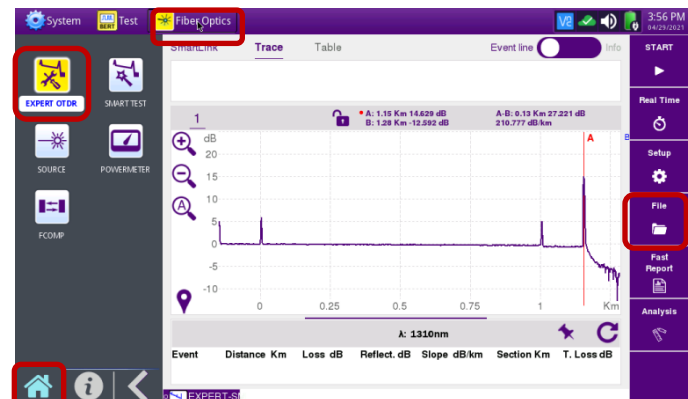 System Test Fiber Optics V2 3:56 PM
04/29/2021
BERT
SmartLink Trace Table Event line Info START
EXPERT OTDR SMART TEST
Real Time
1 A: 1.15 Km 14.629 dB A-B: 0.13 Km 27.221 dB
B: 1.28 Km -12.592 dB 210.777 dB/km
dB A B
SOURCE POWERMETER
Setup
20
15
10
5
0
-5
-10
File
FCOMP
Fast
Report
0 0.25 0.5 0.75 1 Km
Analysis
λ: 1310nm
Event Distance Km Loss dB Reflect. dB Slope dB/km Section Km T. Loss dB